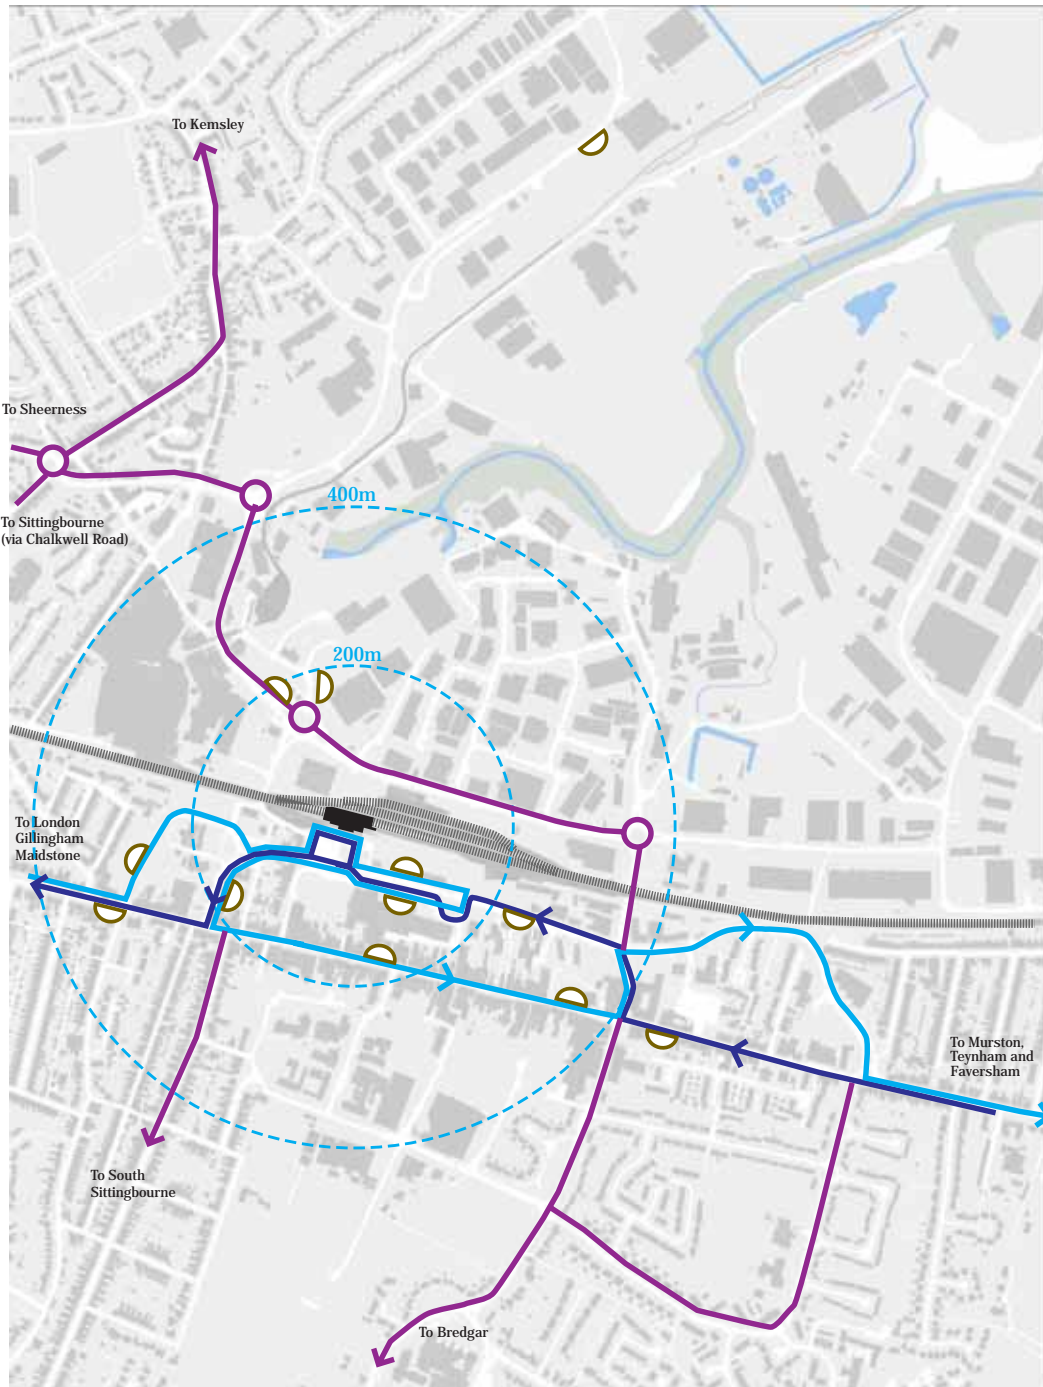 To Kemsley
To Sheerness
400m
To Sittingbourne
(via Chalkwell Road)
200m
To London
Gillingham
Maidstone
To Murston,
Teynham and
Faversham
To South
Sittingbourne
To Bredgar